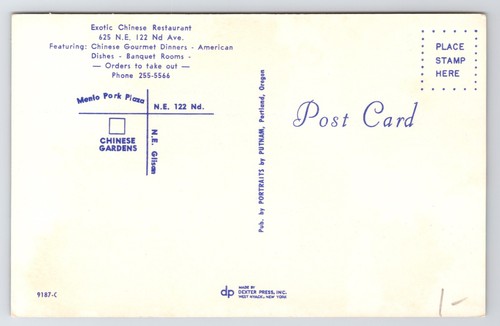 Exotic Chinese Restaurant
625 N.E. 122 Nd Ave.
Featuring: Chinese Gourmet Dinners - American
Dishes - Banquet Rooms -
— Orders to take out —
Phone 255-5566
Menlo Park Plaza
N.E. 122 Nd.
CHINESE
GARDENS
N.E. Glisan
Pub. by PORTRAITS by PUTNAM, Portland, Oregon
Post Card
PLACE
STAMP
HERE
9187-C
dp
MADE BY
DEXTER PRESS, INC.
WEST NYACK, NEW YORK
1-